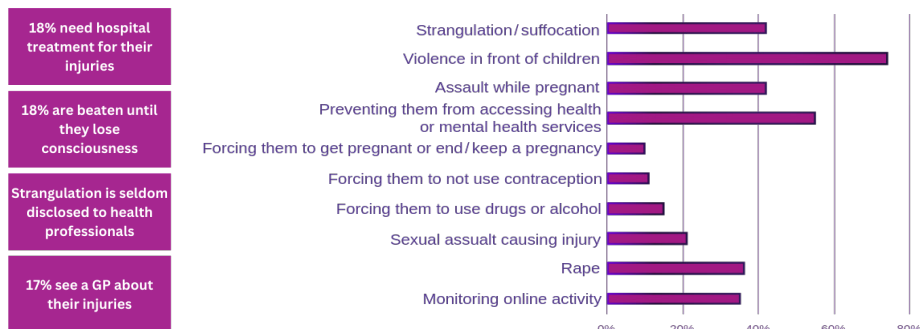 18% need hospital
treatment for their
injuries
18% are beaten until
they lose
consciousness
Strangulation is seldom
disclosed to health
professionals
17% see a GP about
their injuries
Strangulation/suffocation
Violence in front of children
Assault while pregnant
Preventing them from accessing health
or mental health services
Forcing them to get pregnant or end/keep a pregnancy
Forcing them to not use contraception
Forcing them to use drugs or alcohol
Sexual assualt causing injury
Rape
Monitoring online activity
0% 20% 40% 60% 80%